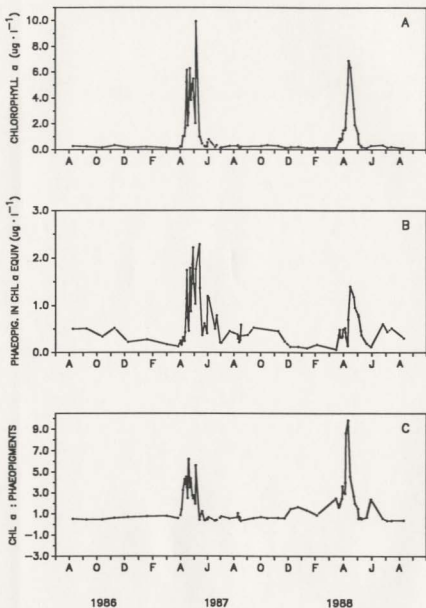 A
CHLOROPHYLL a (ug · l⁻¹)
10.0
8.0
6.0
4.0
2.0
0.0
A O D F A J A O D F A J A
B
PHAEOPIG. IN CHL a EQUIV (ug · l⁻¹)
3.0
2.0
1.0
0.0
A O D F A J A O D F A J A
C
CHL a : PHAEOPIGMENTS
9.0
7.0
5.0
3.0
1.0
-1.0
-3.0
A O D F A J A O D F A J A
1986 1987 1988